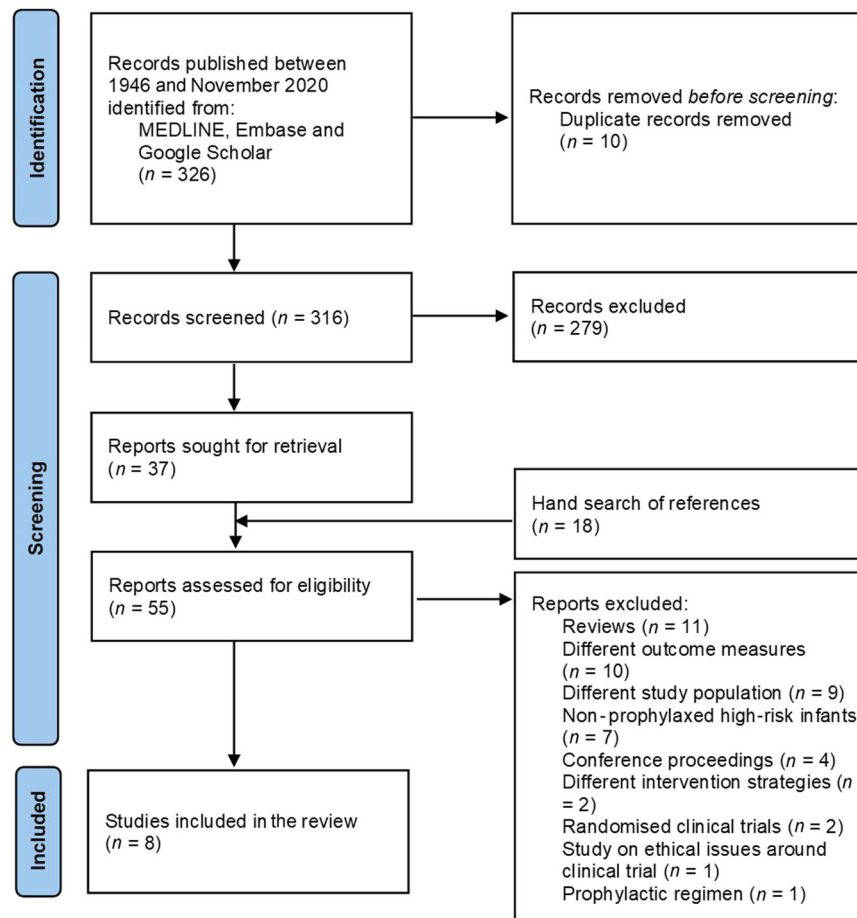 Identification
Records published between
1946 and November 2020
identified from:
MEDLINE, Embase and
Google Scholar
(n = 326)
Records removed before screening:
Duplicate records removed
(n = 10)
Screening
Records screened (n = 316)
Records excluded
(n = 279)
Reports sought for retrieval
(n = 37)
Hand search of references
(n = 18)
Reports assessed for eligibility
(n = 55)
Reports excluded:
Reviews (n = 11)
Different outcome measures
(n = 10)
Different study population (n = 9)
Non-prophylaxed high-risk infants
(n = 7)
Conference proceedings (n = 4)
Different intervention strategies (n
= 2)
Randomised clinical trials (n = 2)
Study on ethical issues around
clinical trial (n = 1)
Prophylactic regimen (n = 1)
Included
Studies included in the review
(n = 8)